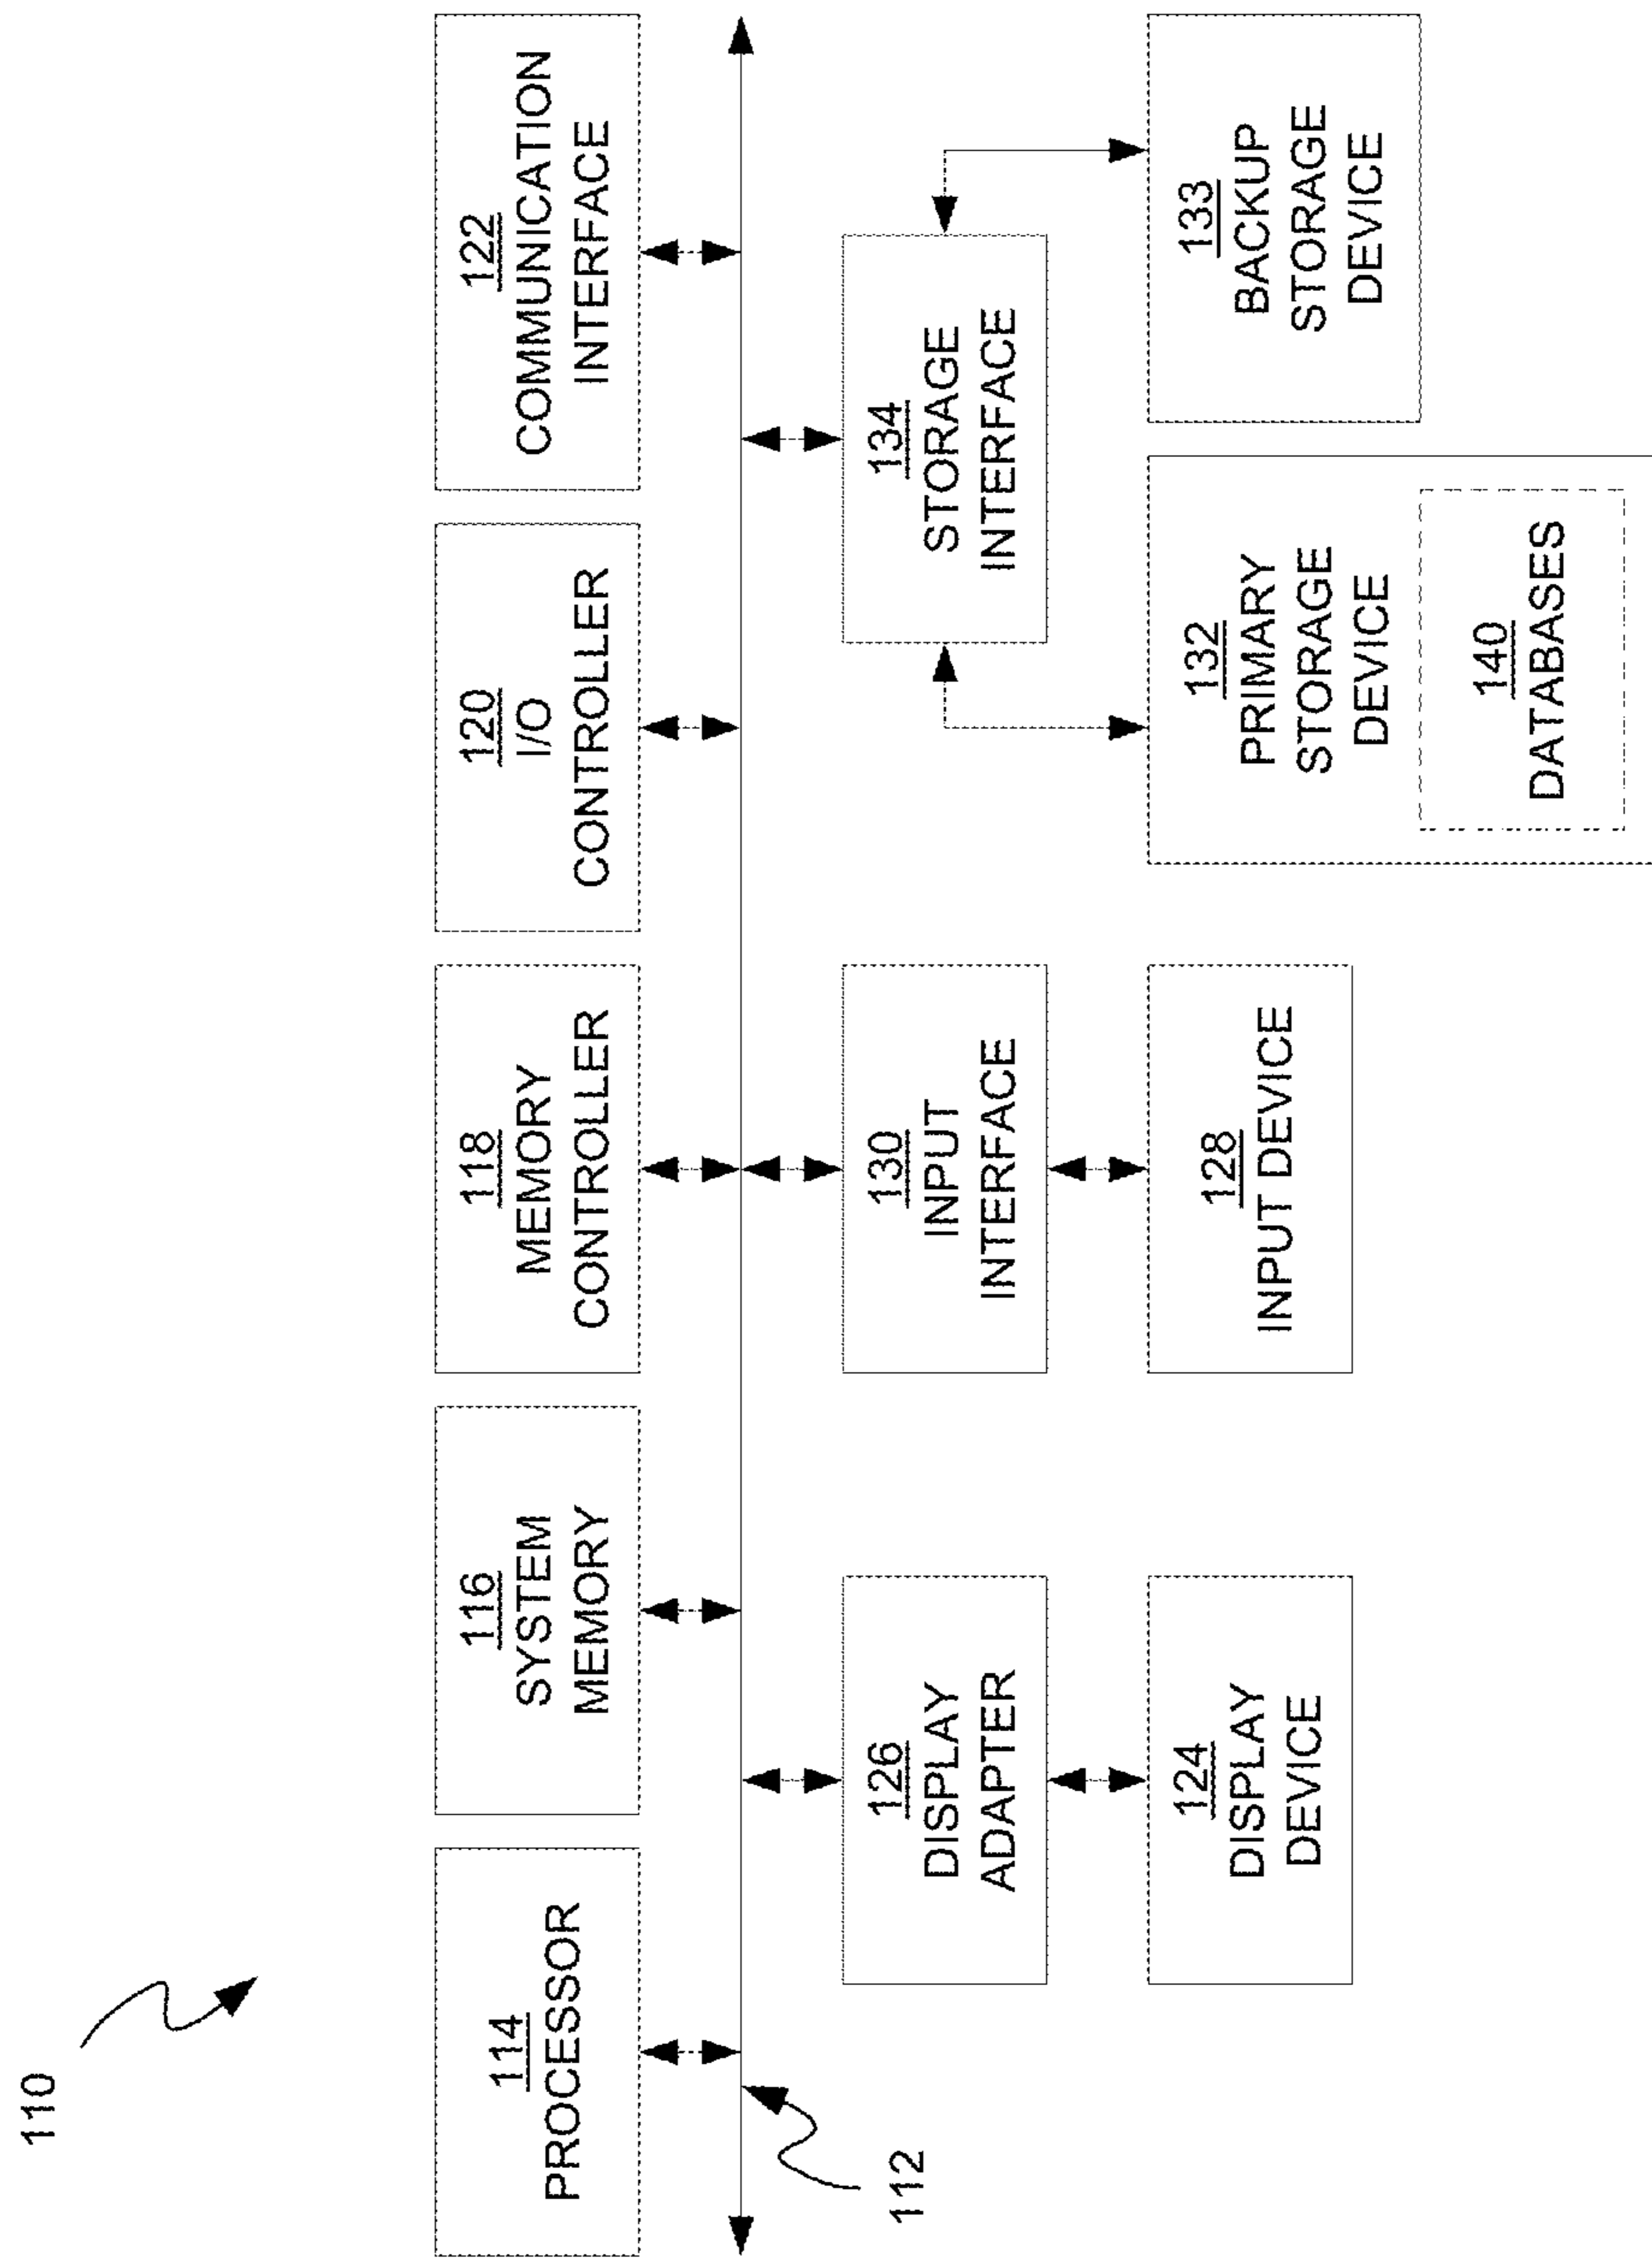 110
114
PROCESSOR
116
SYSTEM
MEMORY
118
MEMORY
CONTROLLER
120
I/O
CONTROLLER
122
COMMUNICATION
INTERFACE
112
126
DISPLAY
ADAPTER
130
INPUT
INTERFACE
134
STORAGE
INTERFACE
124
DISPLAY
DEVICE
128
INPUT DEVICE
132
PRIMARY
STORAGE
DEVICE
140
DATABASES
133
BACKUP
STORAGE
DEVICE